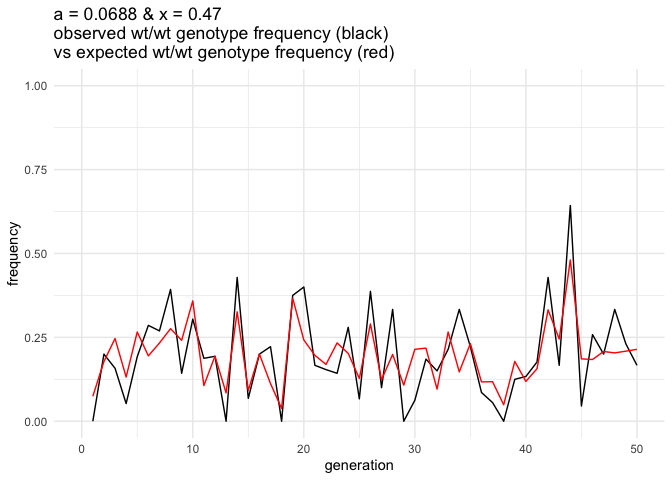 a = 0.0688 & x = 0.47
observed wt/wt genotype frequency (black)
vs expected wt/wt genotype frequency (red)
1.00
0.75
0.50
0.25
0.00
frequency
0 10 20 30 40 50
generation